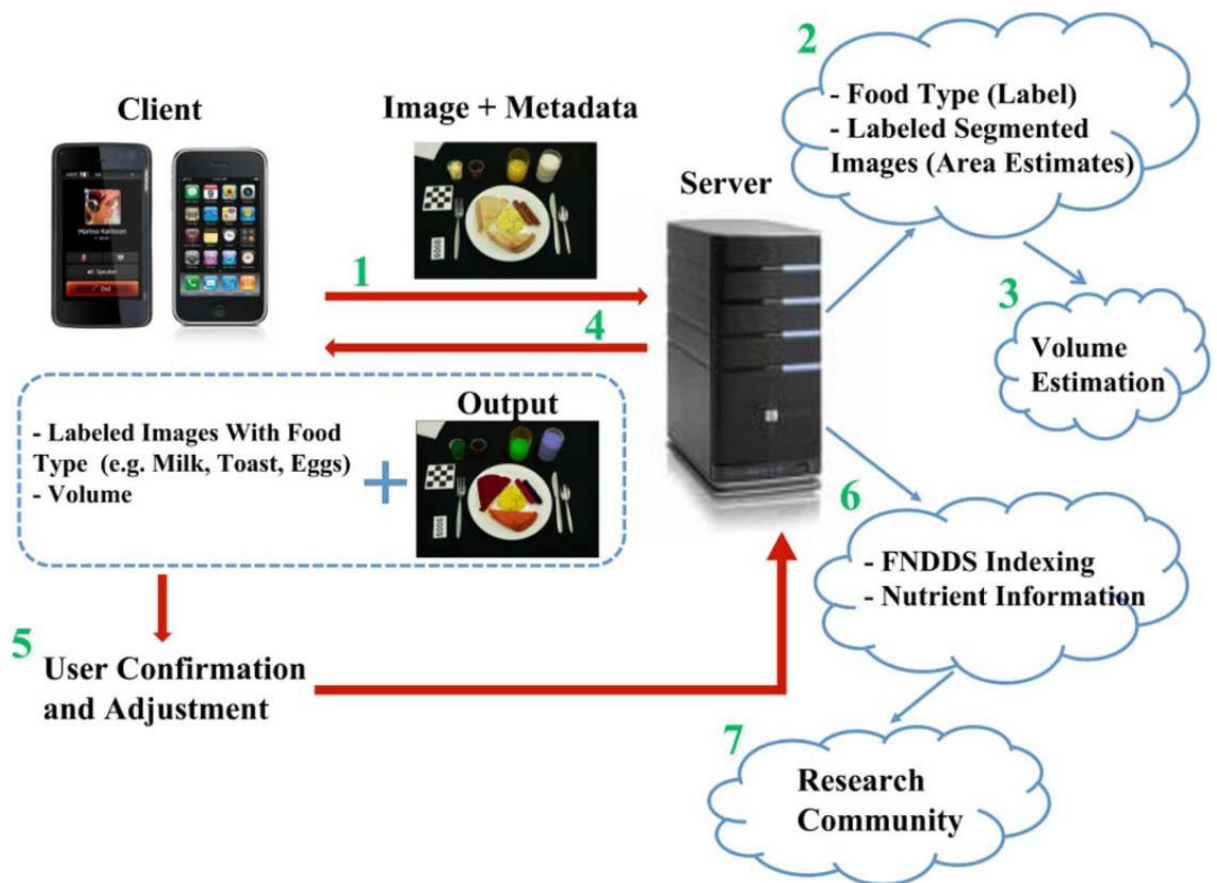 Client
Image + Metadata
Server
1
2
- Food Type (Label)
- Labeled Segmented
Images (Area Estimates)
3
Volume
Estimation
4
Output
- Labeled Images With Food
Type (e.g. Milk, Toast, Eggs)
- Volume
+
5
User Confirmation
and Adjustment
6
- FNDDS Indexing
- Nutrient Information
7
Research
Community
Speaker
End